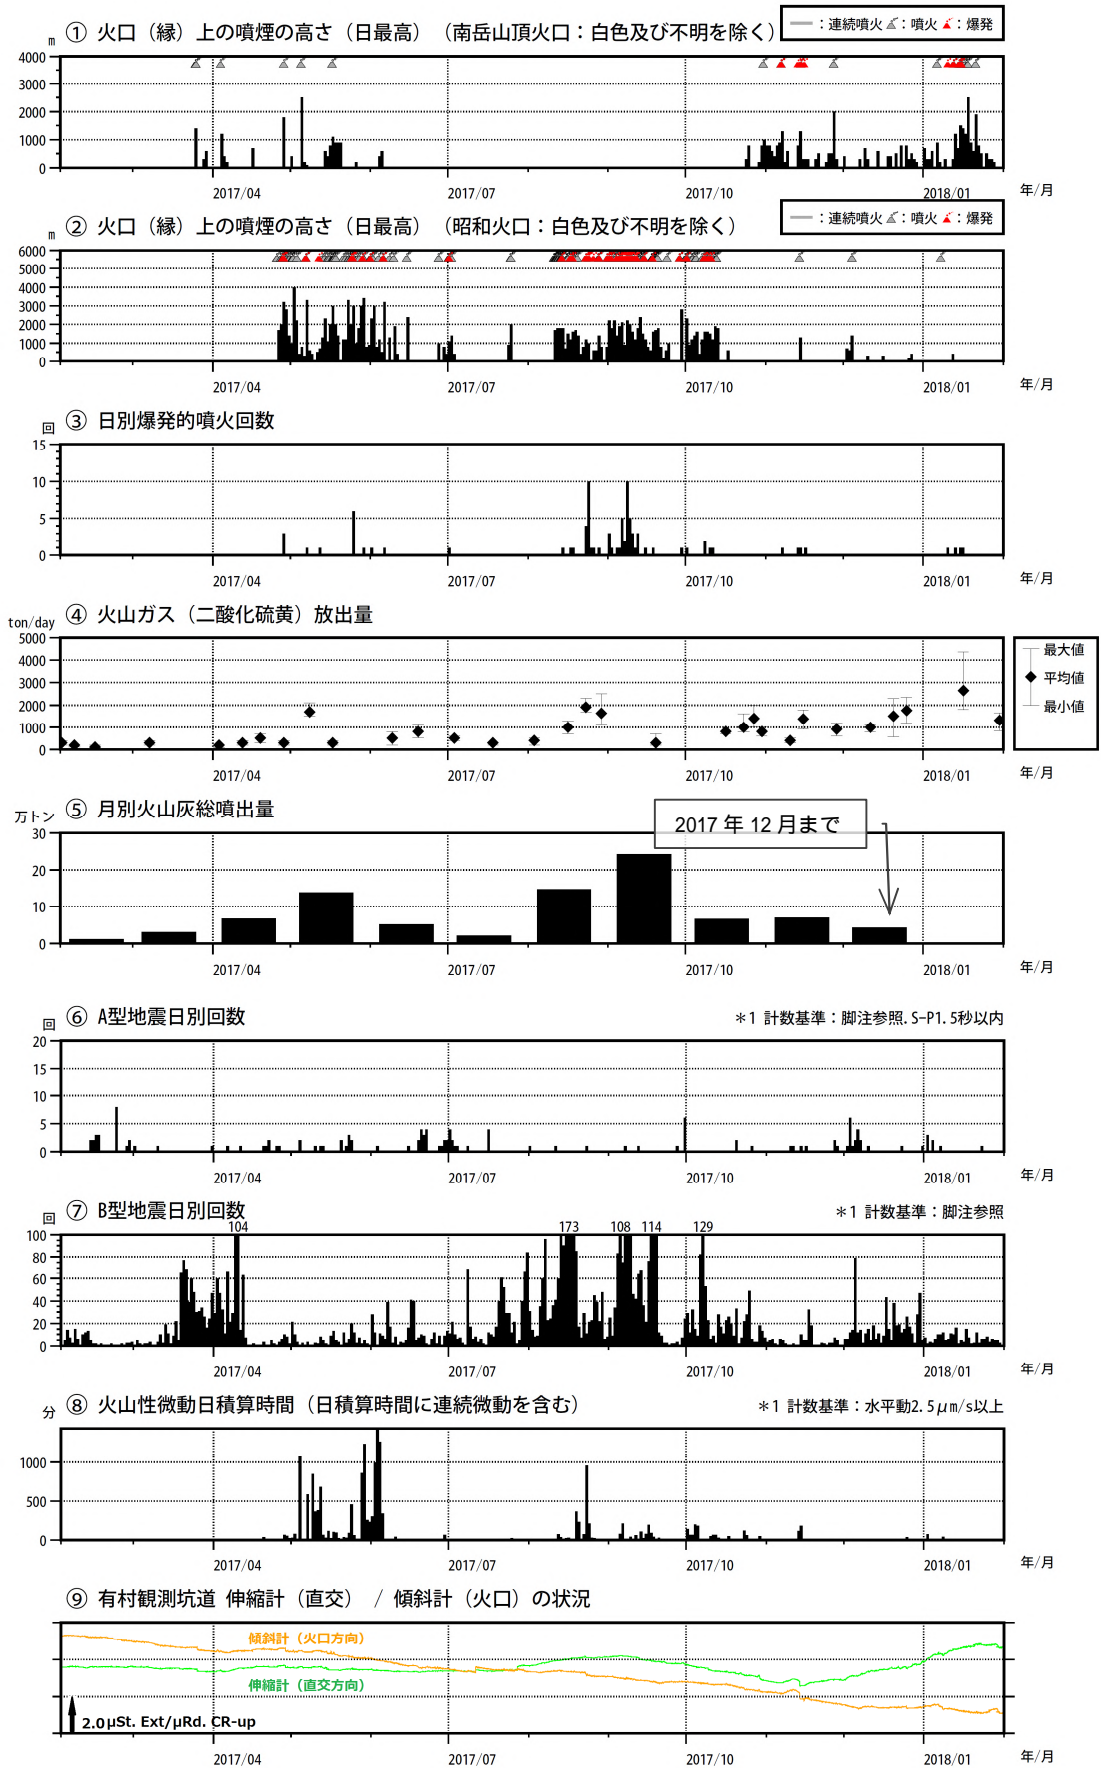 ① 火口（縁）上の噴煙の高さ（日最高）（南岳山頂火口：白色及び不明を除く）
：連続噴火 ：噴火 ：爆発
m
4000
3000
2000
1000
0
2017/04 2017/07 2017/10 2018/01 年/月
② 火口（縁）上の噴煙の高さ（日最高）（昭和火口：白色及び不明を除く）
：連続噴火 ：噴火 ：爆発
m
6000
5000
4000
3000
2000
1000
0
2017/04 2017/07 2017/10 2018/01 年/月
③ 日別爆発的噴火回数
回
15
10
5
0
2017/04 2017/07 2017/10 2018/01 年/月
④ 火山ガス（二酸化硫黄）放出量
ton/day
5000
4000
3000
2000
1000
0
最大値
平均値
最小値
2017/04 2017/07 2017/10 2018/01 年/月
⑤ 月別火山灰総噴出量
万トン
2017 年 12 月まで
30
20
10
0
2017/04 2017/07 2017/10 2018/01 年/月
⑥ A型地震日別回数
＊1 計数基準：脚注参照.S-P1.5秒以内
回
20
15
10
5
0
2017/04 2017/07 2017/10 2018/01 年/月
⑦ B型地震日別回数
＊1 計数基準：脚注参照
回
104 173 108 114 129
100
80
60
40
20
0
2017/04 2017/07 2017/10 2018/01 年/月
⑧ 火山性微動日積算時間（日積算時間に連続微動を含む）
＊1 計数基準：水平動2.5μm/s以上
分
1000
500
0
2017/04 2017/07 2017/10 2018/01 年/月
⑨ 有村観測坑道 伸縮計（直交） / 傾斜計（火口）の状況
傾斜計（火口方向）
伸縮計（直交方向）
2.0μSt. Ext/μRd. CR-up
2017/04 2017/07 2017/10 2018/01 年/月